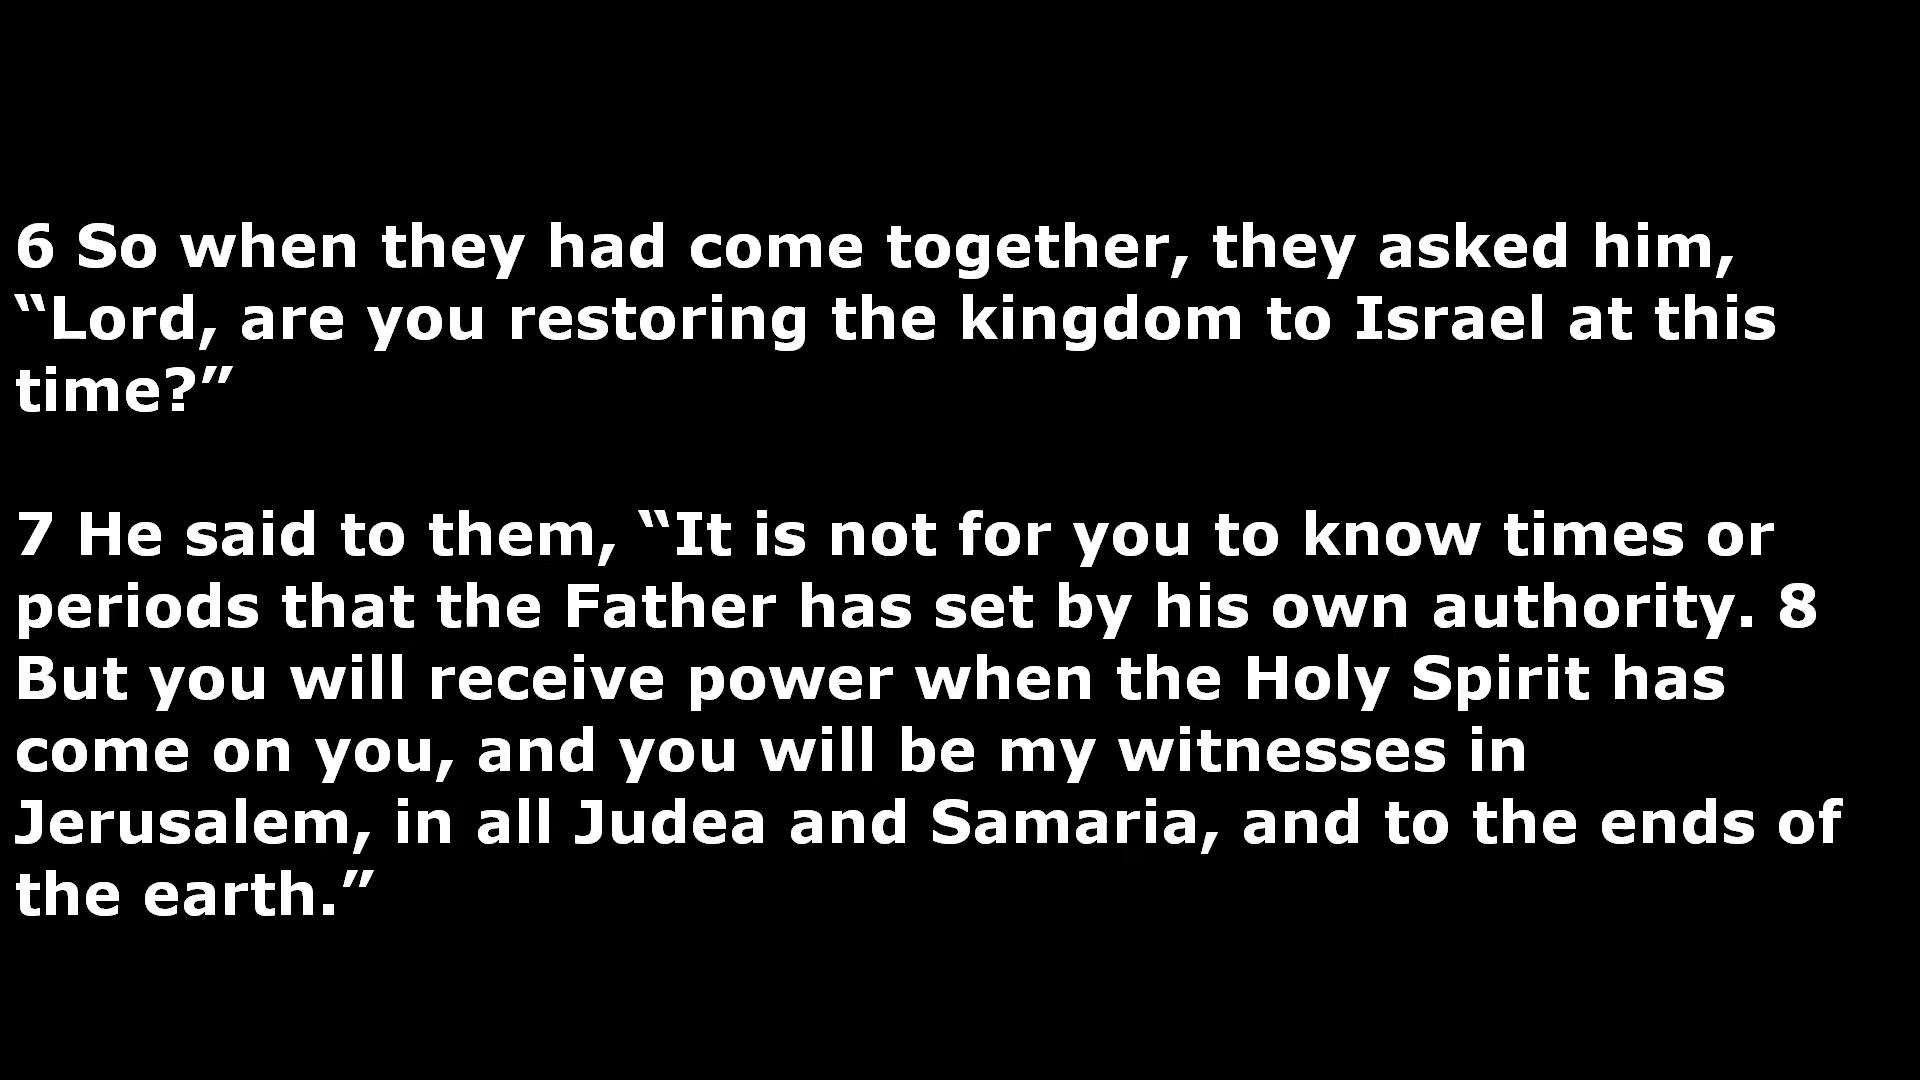 6 So when they had come together, they asked him,
“Lord, are you restoring the kingdom to Israel at this
time?”
7 He said to them, “It is not for you to know times or
periods that the Father has set by his own authority. 8
But you will receive power when the Holy Spirit has
come on you, and you will be my witnesses in
Jerusalem, in all Judea and Samaria, and to the ends of
the earth.”